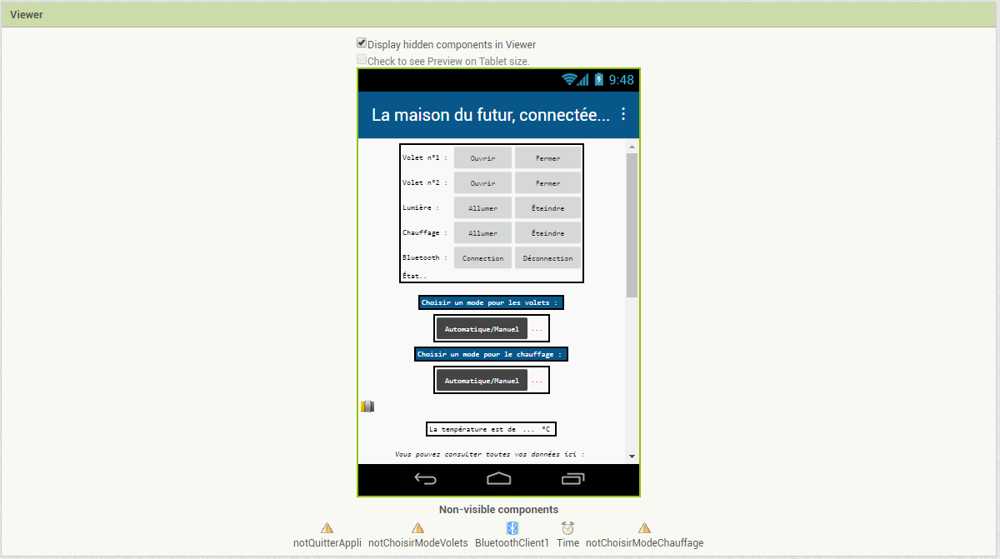 Viewer
Display hidden components in Viewer
Check to see Preview on Tablet size.
9:48
La maison du futur, connectée...
Volet n°1 : Ouvrir Fermer
Volet n°2 : Ouvrir Fermer
Lumière : Allumer Éteindre
Chauffage : Allumer Éteindre
Bluetooth : Connection Déconnection
État..
Choisir un mode pour les volets :
Automatique/Manuel ...
Choisir un mode pour le chauffage :
Automatique/Manuel ...
La température est de ... °C
Vous pouvez consulter toutes vos données ici :
Non-visible components
notQuitterAppli notChoisirModeVolets BluetoothClient1 Time notChoisirModeChauffage